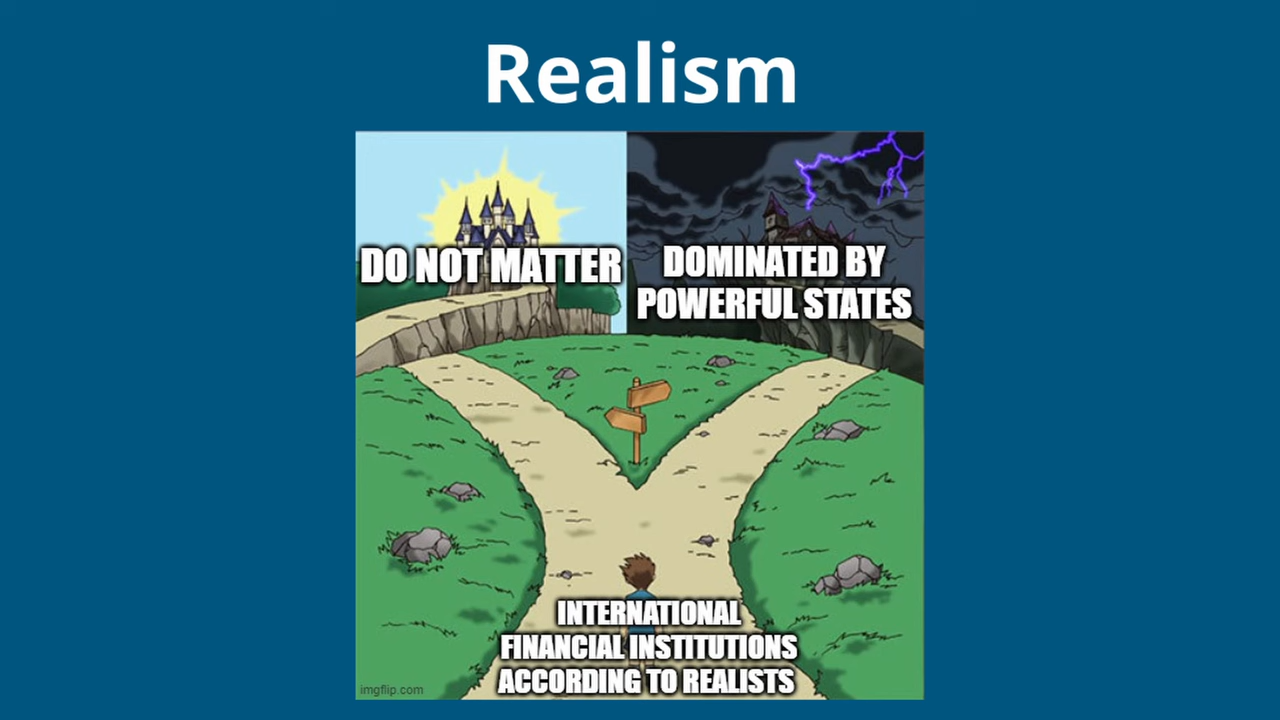 Realism
DO NOT MATTER
DOMINATED BY
POWERFUL STATES
INTERNATIONAL
FINANCIAL INSTITUTIONS
ACCORDING TO REALISTS
imgflip.com